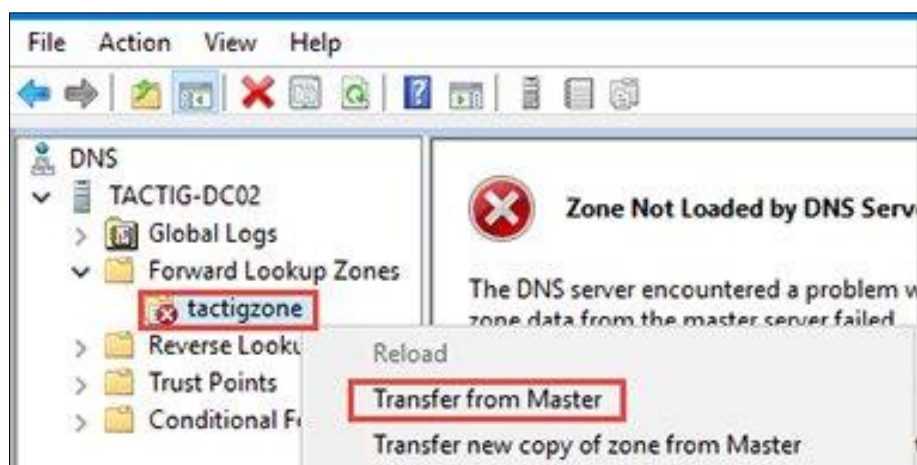 File Action View Help
DNS
TACTIG-DC02
Global Logs
Forward Lookup Zones
tactigzone
Reverse Looku
Trust Points
Conditional F
Zone Not Loaded by DNS Serv
The DNS server encountered a problem w
zone data from the master server failed
Reload
Transfer from Master
Transfer new copy of zone from Master